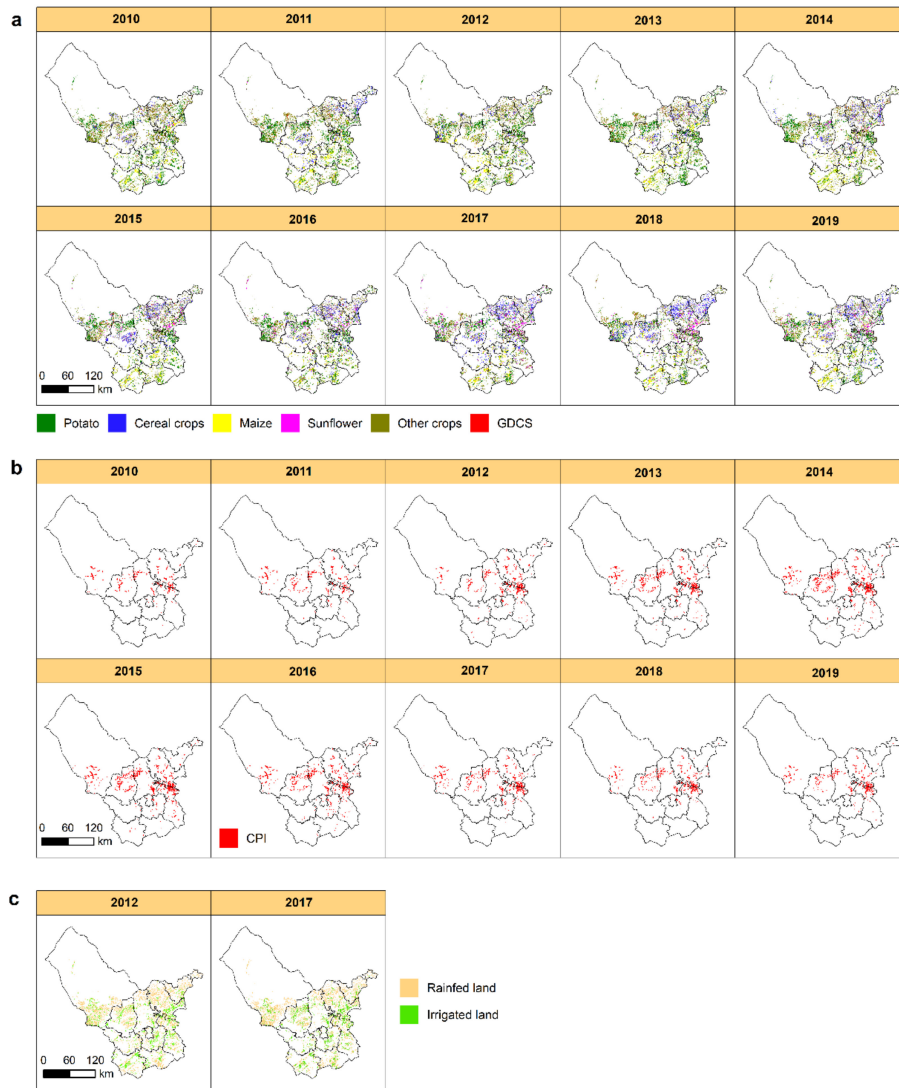 a
2010 2011 2012 2013 2014
2015 2016 2017 2018 2019
0 60 120
km
Potato Cereal crops Maize Sunflower Other crops GDCS
b
2010 2011 2012 2013 2014
2015 2016 2017 2018 2019
0 60 120
km
CPI
c
2012 2017
Rainfed land
Irrigated land
0 60 120
km